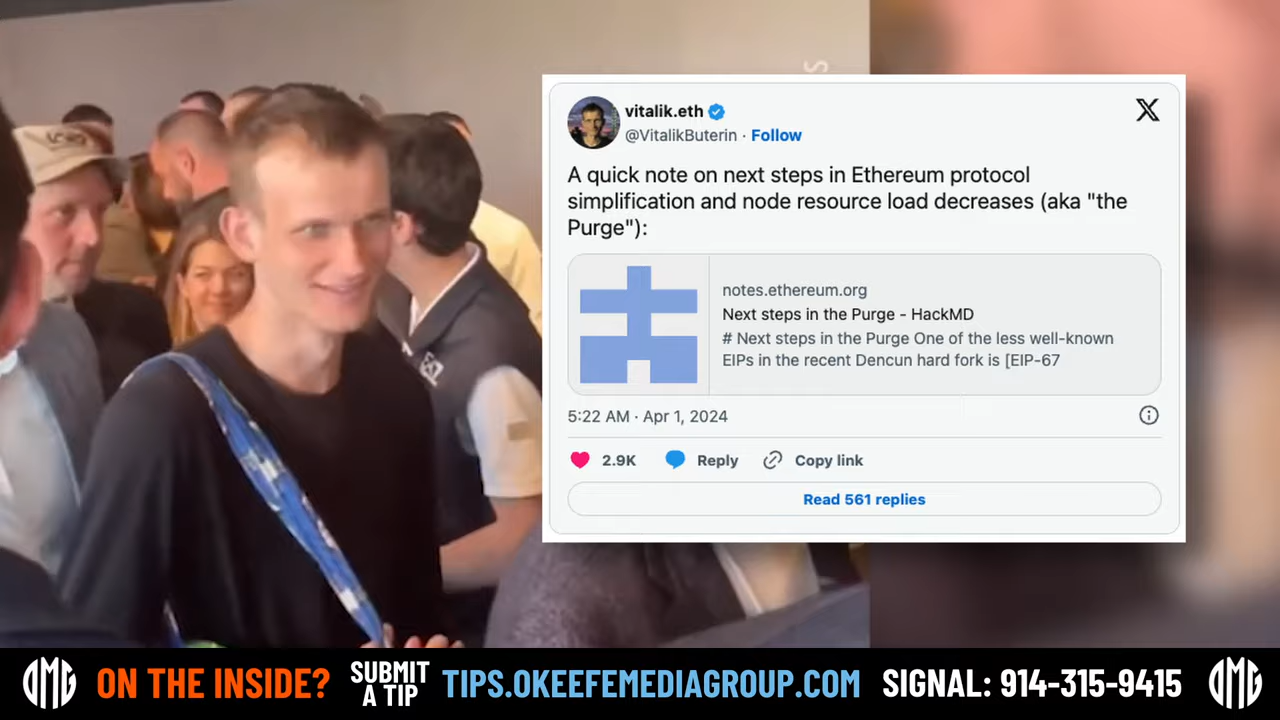 vitalik.eth
@VitalikButerin · Follow
A quick note on next steps in Ethereum protocol
simplification and node resource load decreases (aka "the
Purge"):
notes.ethereum.org
Next steps in the Purge - HackMD
# Next steps in the Purge One of the less well-known
EIPs in the recent Dencun hard fork is [EIP-67
5:22 AM · Apr 1, 2024
2.9K Reply Copy link
Read 561 replies
OMG ON THE INSIDE? SUBMIT
A TIP TIPS.OKEEFEMEDIAGROUP.COM SIGNAL: 914-315-9415 OMG